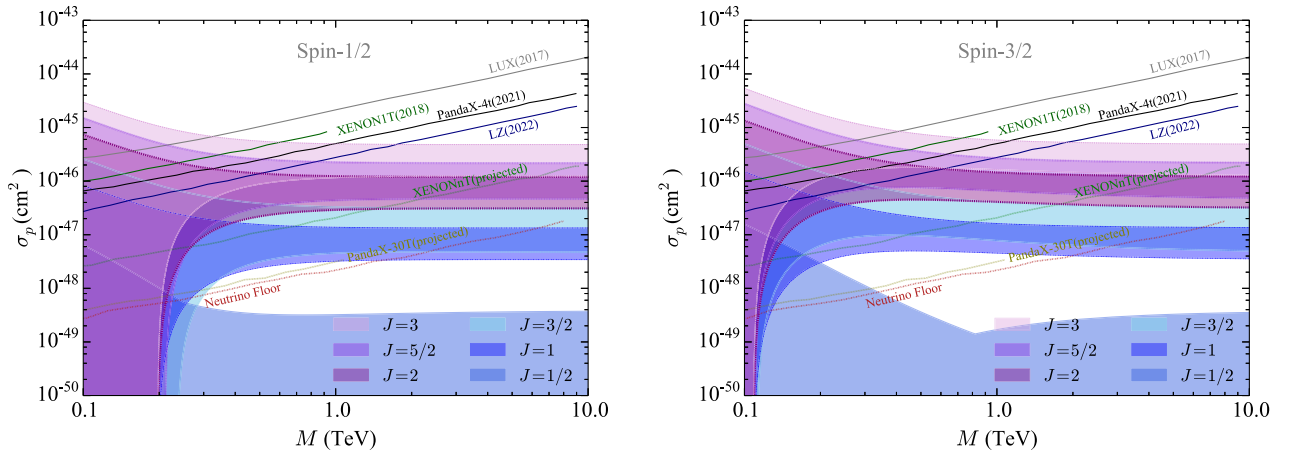 Spin-1/2
10⁻⁴³
10⁻⁴⁴
10⁻⁴⁵
10⁻⁴⁶
10⁻⁴⁷
10⁻⁴⁸
10⁻⁴⁹
10⁻⁵⁰
σₚ (cm²)
LUX(2017)
PandaX-4t(2021)
XENON1T(2018)
LZ(2022)
XENONnT(projected)
PandaX-30T(projected)
Neutrino Floor
J=3
J=5/2
J=2
J=3/2
J=1
J=1/2
0.1
1.0
10.0
M (TeV)
Spin-3/2
10⁻⁴³
10⁻⁴⁴
10⁻⁴⁵
10⁻⁴⁶
10⁻⁴⁷
10⁻⁴⁸
10⁻⁴⁹
10⁻⁵⁰
σₚ (cm²)
LUX(2017)
PandaX-4t(2021)
XENON1T(2018)
LZ(2022)
XENONnT(projected)
PandaX-30T(projected)
Neutrino Floor
J=3
J=5/2
J=2
J=3/2
J=1
J=1/2
0.1
1.0
10.0
M (TeV)